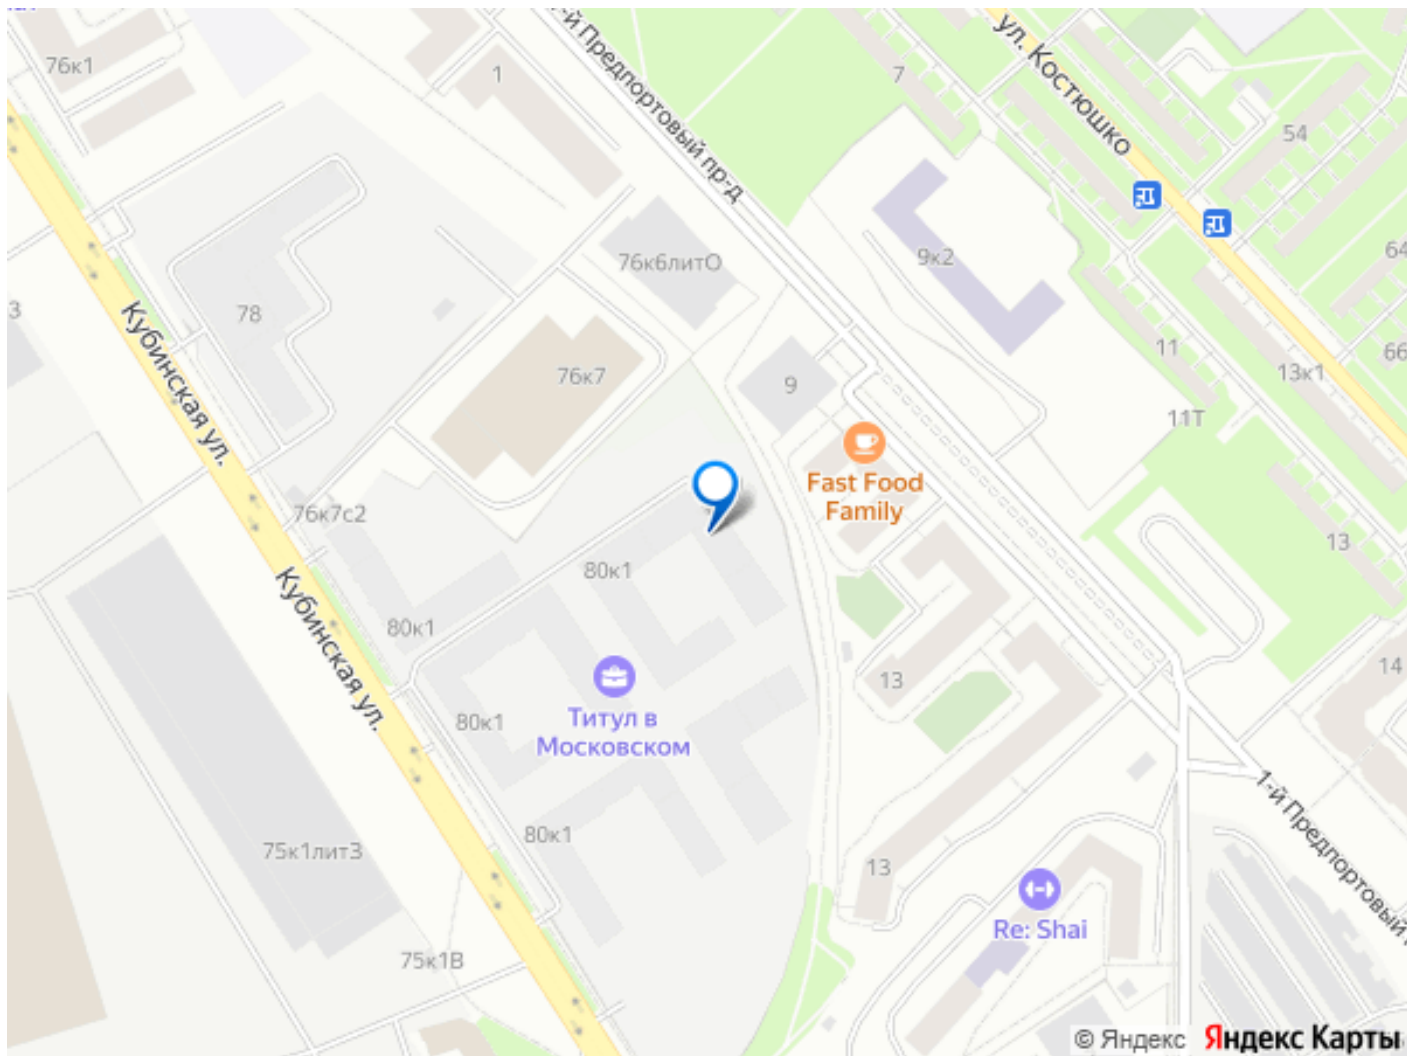 76к1
1
1-й Предпортовый пр-д
ул. Костюшко
7
54
76к6литО
9к2
64
3
78
Кубинская ул.
11
66
13к1
76к7
9
11Т
Fast Food
Family
76к7с2
13
80к1
80к1
Кубинская ул.
14
13
80к1
Титул в
Московском
1-й Предпортовый
80к1
75к1литЗ
13
Re: Shai
75к1В
© Яндекс
Яндекс Карты